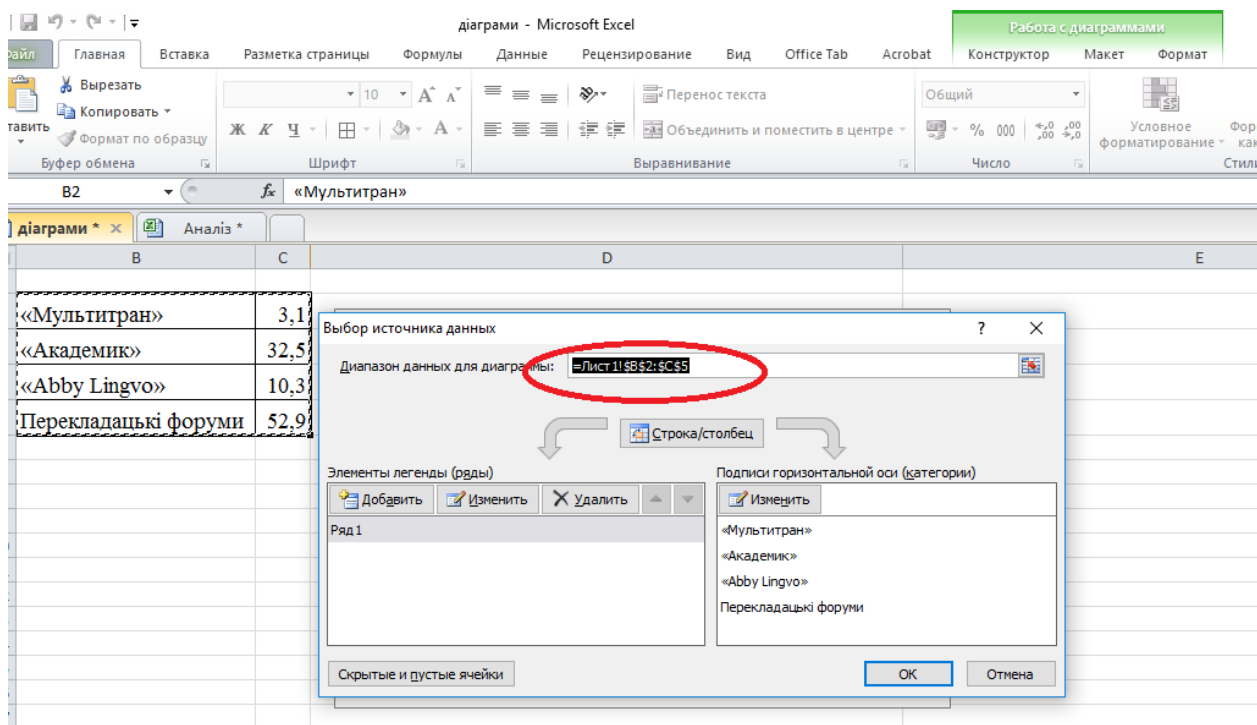 діаграми - Microsoft Excel
Работа с диаграммами
Файл Главная Вставка Разметка страницы Формулы Данные Рецензирование Вид Office Tab Acrobat Конструктор Макет Формат
Вырезать
Копировать
Формат по образцу
Буфер обмена
10
Ж К Ч
Шрифт
Перенос текста
Объединить и поместить в центре
Выравнивание
Общий
% 000
Число
Условное
форматирование
B2 fx «Мультитран»
діаграми * Аналіз *
B C D E
«Мультитран» 3,1
«Академик» 32,5
«Abby Lingvo» 10,3
Перекладацькі форуми 52,9
Выбор источника данных ?
Диапазон данных для диаграммы: =Лист1!$B$2:$C$5
Строка/столбец
Элементы легенды (ряды)
Добавить Изменить Удалить
Ряд1
Подписи горизонтальной оси (категории)
Изменить
«Мультитран»
«Академик»
«Abby Lingvo»
Перекладацькі форуми
Скрытые и пустые ячейки OK Отмена